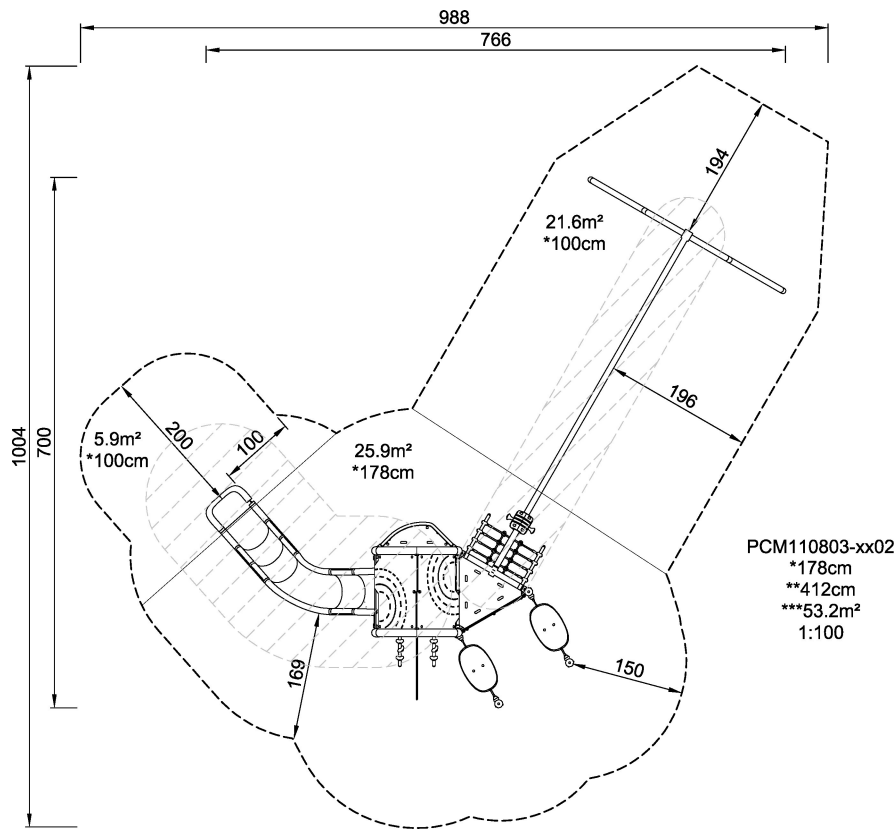 988
766
194
21.6m²
*100cm
196
1004
700
200
100
5.9m²
*100cm
25.9m²
*178cm
PCM110803-xx02
*178cm
**412cm
***53.2m²
1:100
169
150